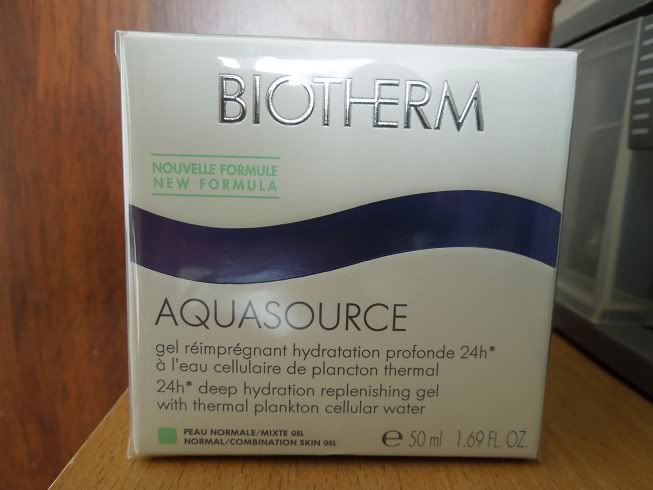 BIOTHERM
NOUVELLE FORMULE
NEW FORMULA
AQUASOURCE
gel réimprégnant hydratation profonde 24h*
à l'eau cellulaire de plancton thermal
24h* deep hydration replenishing gel
with thermal plankton cellular water
PEAU NORMALE/MIXTE GEL
NORMAL/COMBINATION SKIN GEL
℮ 50 ml 1.69 FL. OZ.